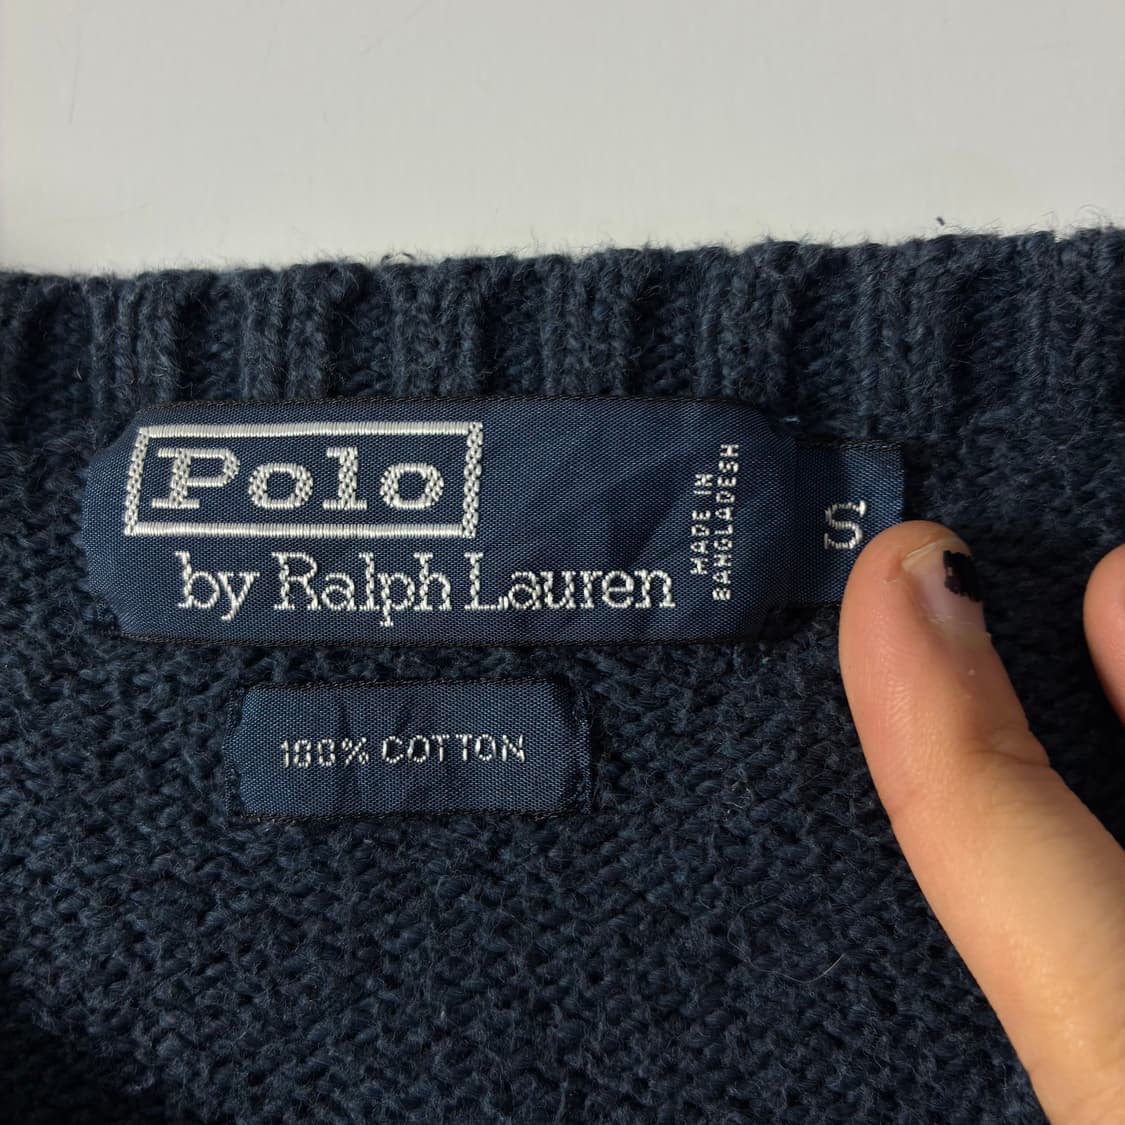 Polo
by Ralph Lauren
MADE IN
BANGLADESH
S
100% COTTON